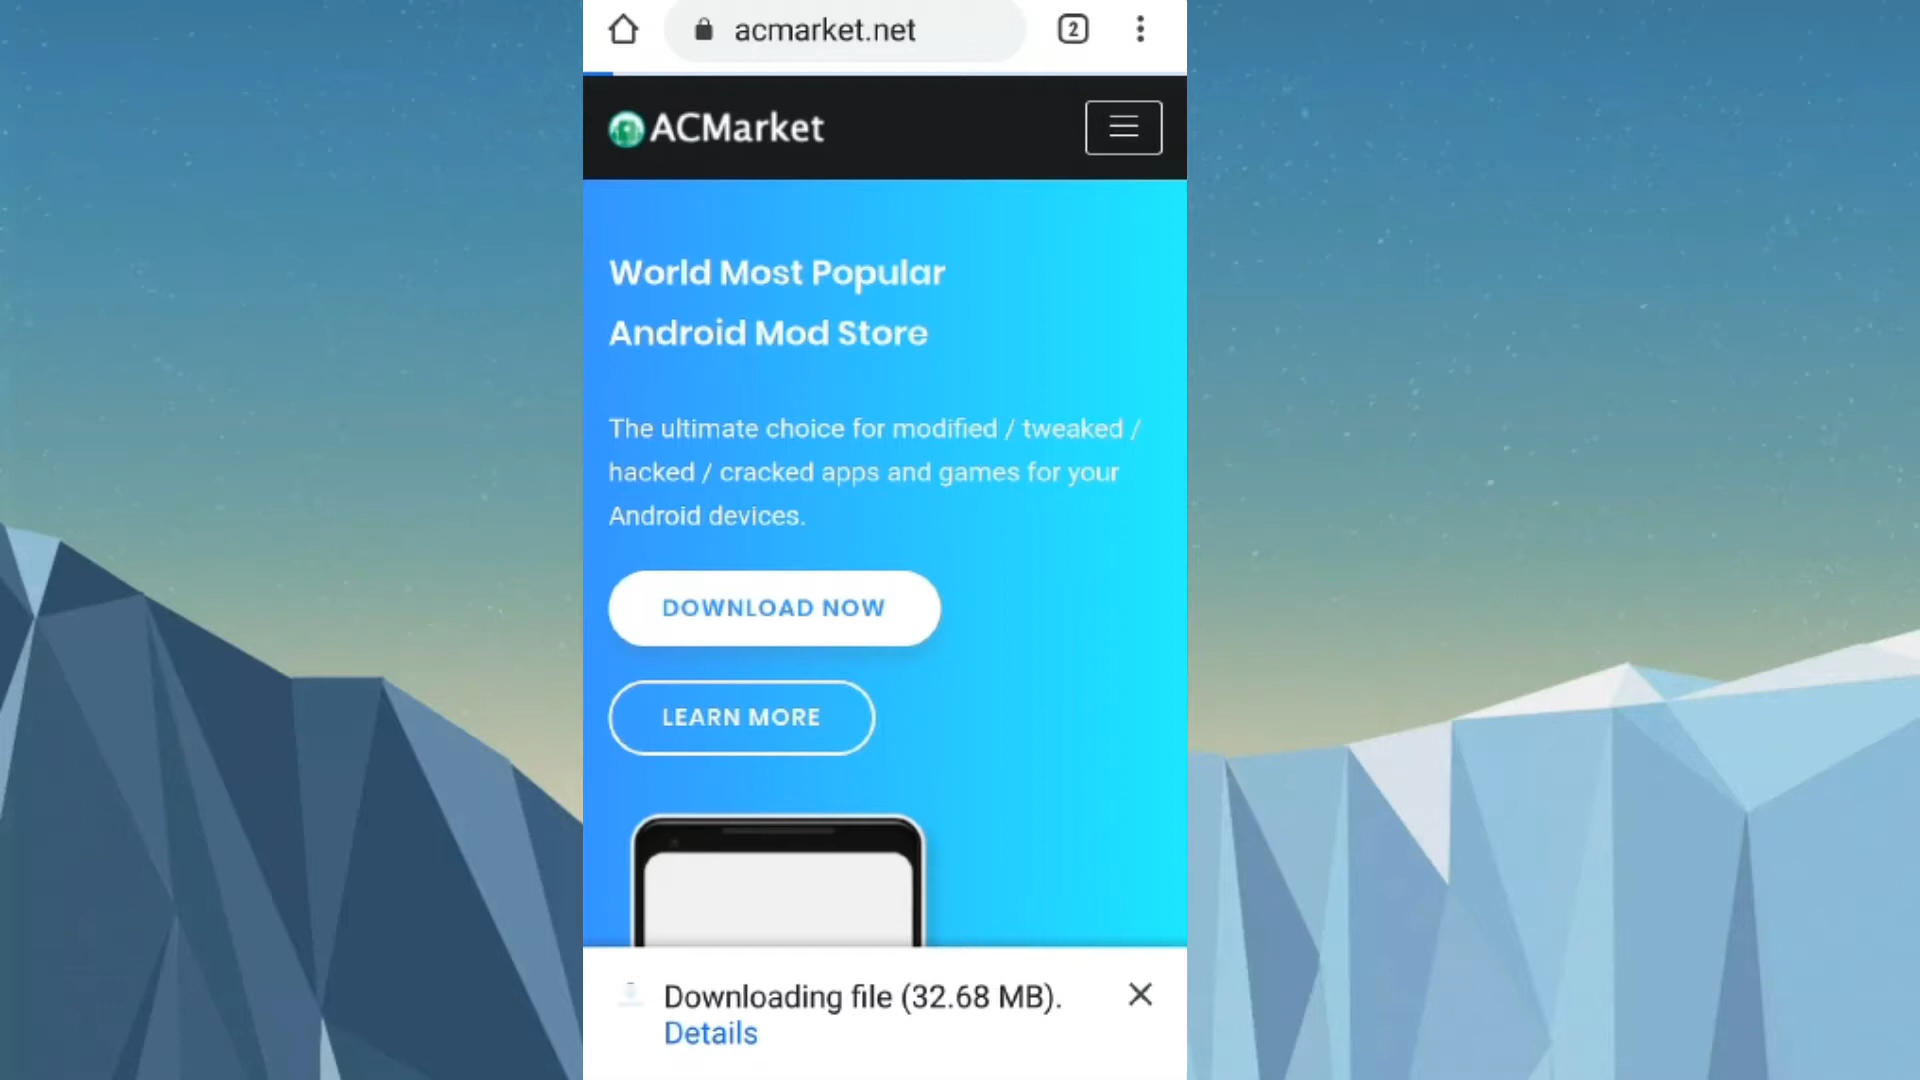 acmarket.net
2
ACMarket
World Most Popular
Android Mod Store
The ultimate choice for modified / tweaked /
hacked / cracked apps and games for your
Android devices.
DOWNLOAD NOW
LEARN MORE
Downloading file (32.68 MB).
Details